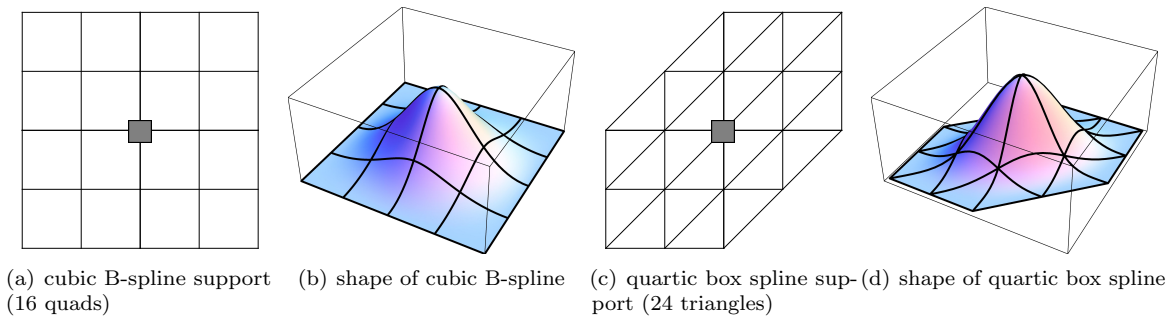 (a) cubic B-spline support
(16 quads)
(b) shape of cubic B-spline
(c) quartic box spline sup-
port (24 triangles)
(d) shape of quartic box spline